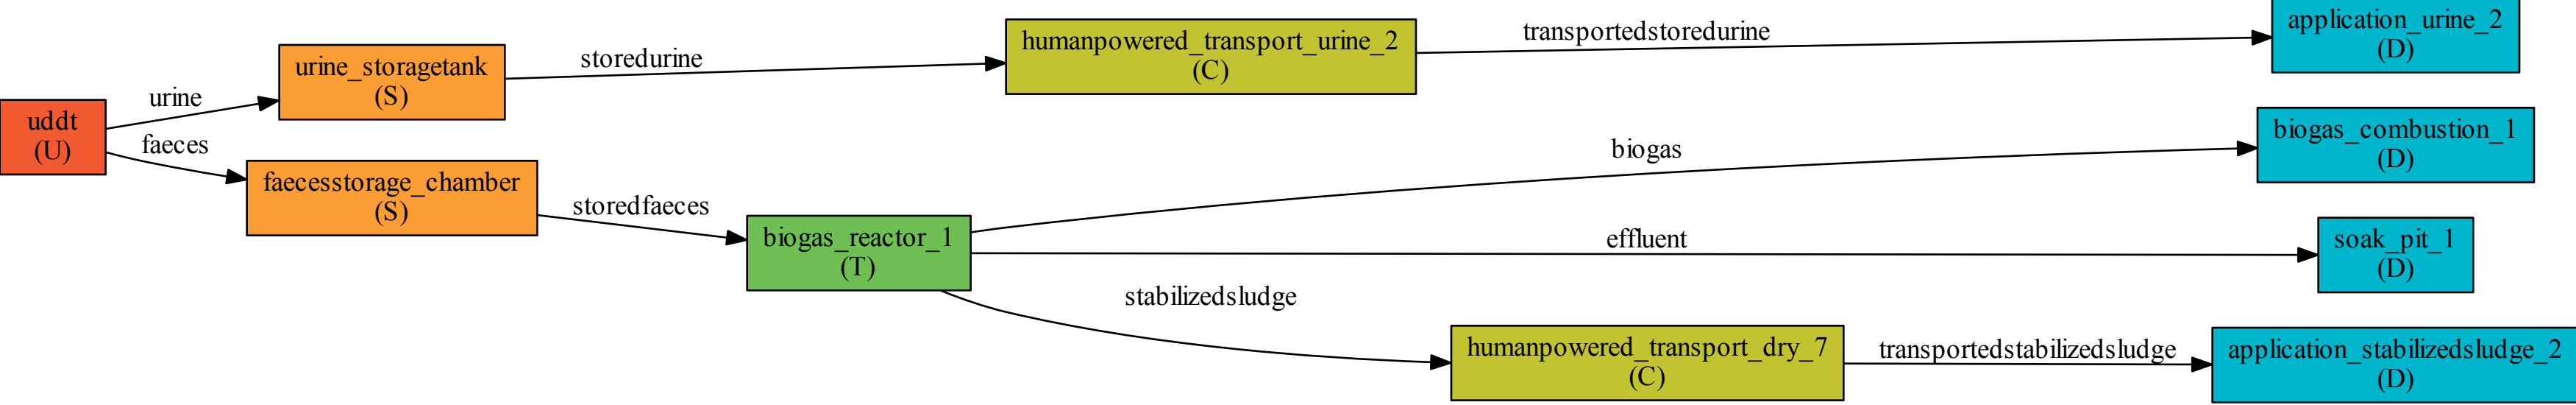 uddt
(U)
urine
faeces
urine_storagetank
(S)
faecesstorage_chamber
(S)
storedurine
storedfaeces
biogas_reactor_1
(T)
humanpowered_transport_urine_2
(C)
transportedstoredurine
application_urine_2
(D)
biogas
biogas_combustion_1
(D)
effluent
soak_pit_1
(D)
stabilizedsludge
humanpowered_transport_dry_7
(C)
transportedstabilizedsludge
application_stabilizedsludge_2
(D)